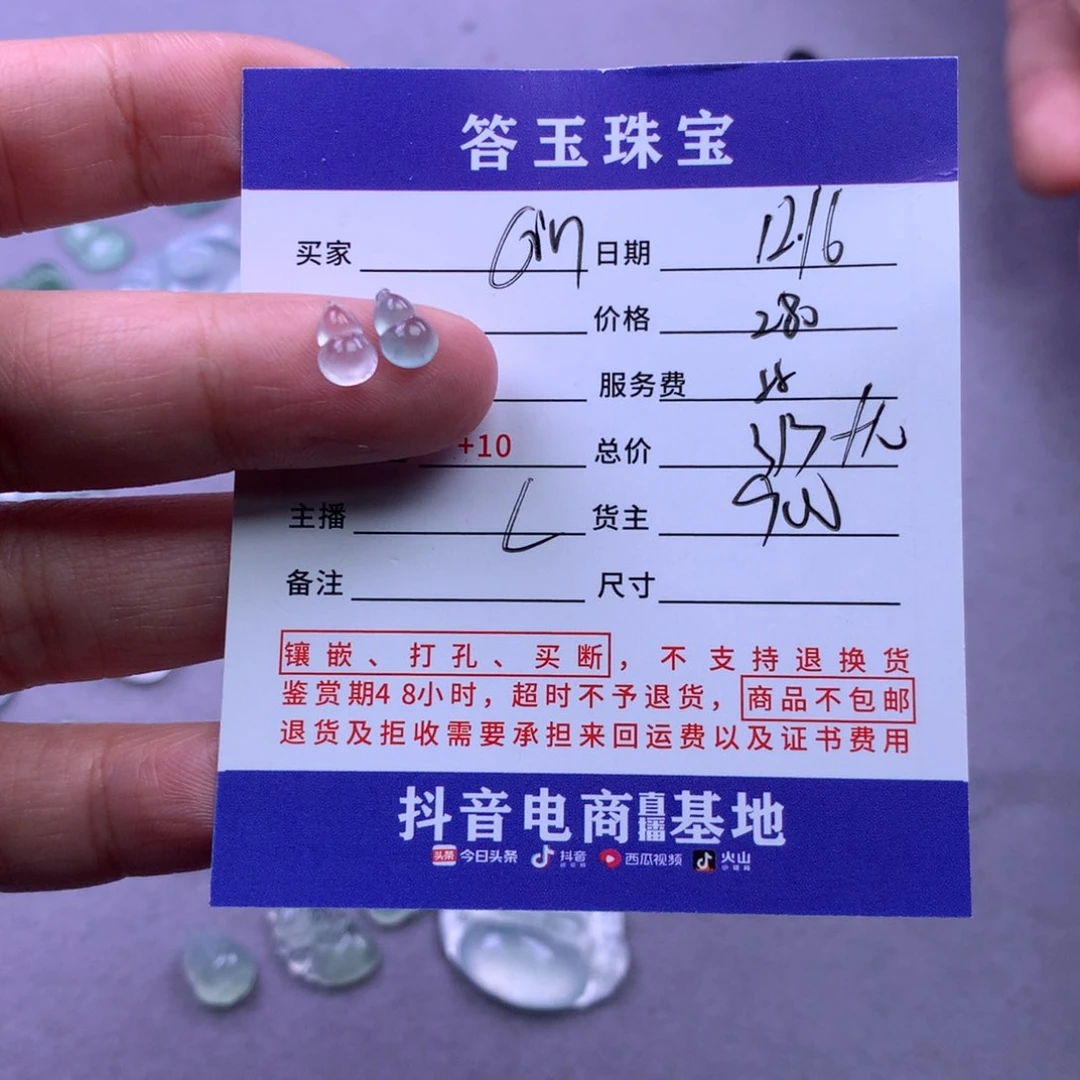 答玉珠宝
买家 日期 12.16
价格 280
服务费
+10 总价
主播 L 货主
备注 尺寸
镶嵌、打孔、买断，不支持退换货
鉴赏期48小时，超时不予退货，商品不包邮
退货及拒收需要承担来回运费以及证书费用
抖音电商直播基地
头条 今日头条 抖音 西瓜视频 火山